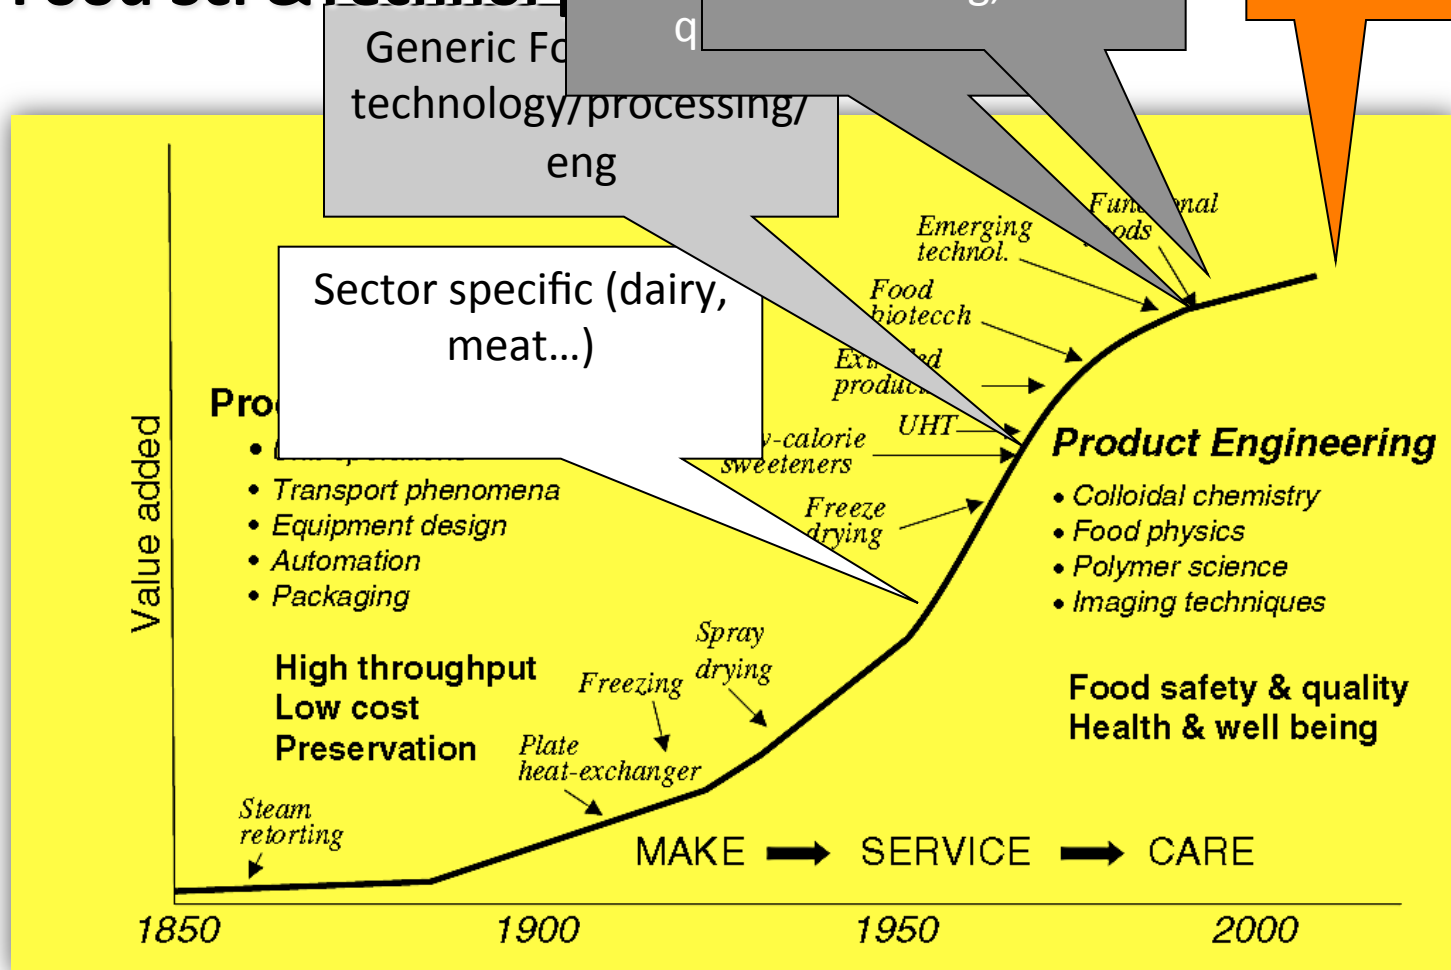 Food
Generic
technology/processing/
eng
Sector specific (dairy,
meat...)
Value added
• Transport phenomena
• Equipment design
• Automation
• Packaging
High throughput
Low cost
Preservation
Steam
retorting
Plate
heat-exchanger
Freezing
Spray
drying
Freeze
drying
sweeteners
UHT
Food
biotecch
Emerging
technol.
Product Engineering
• Colloidal chemistry
• Food physics
• Polymer science
• Imaging techniques
Food safety & quality
Health & well being
MAKE ➡ SERVICE ➡ CARE
1850 1900 1950 2000